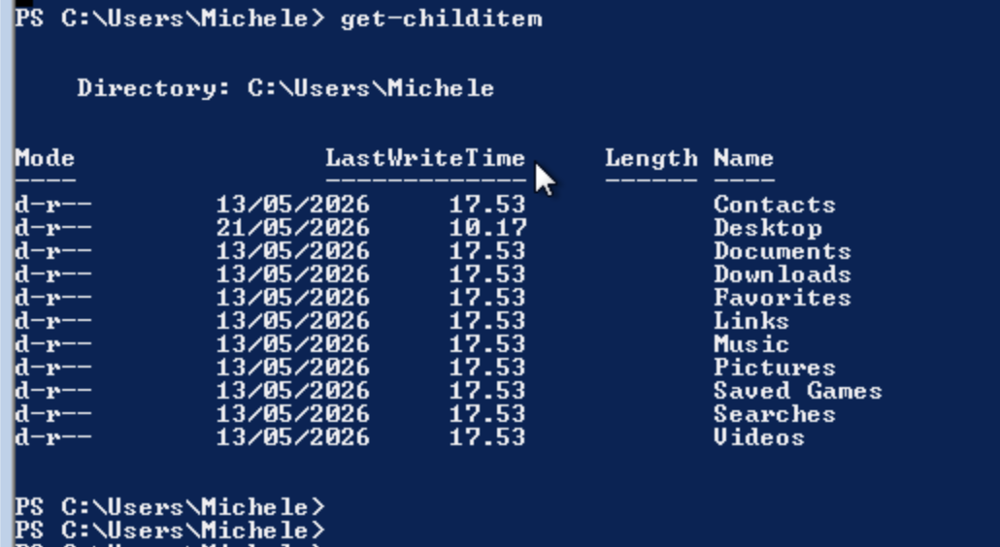 PS C:\Users\Michele> get-childitem
Directory: C:\Users\Michele
Mode LastWriteTime Length Name
---- ------------- ------ ----
d-r-- 13/05/2026 17.53 Contacts
d-r-- 21/05/2026 10.17 Desktop
d-r-- 13/05/2026 17.53 Documents
d-r-- 13/05/2026 17.53 Downloads
d-r-- 13/05/2026 17.53 Favorites
d-r-- 13/05/2026 17.53 Links
d-r-- 13/05/2026 17.53 Music
d-r-- 13/05/2026 17.53 Pictures
d-r-- 13/05/2026 17.53 Saved Games
d-r-- 13/05/2026 17.53 Searches
d-r-- 13/05/2026 17.53 Videos
PS C:\Users\Michele>
PS C:\Users\Michele>